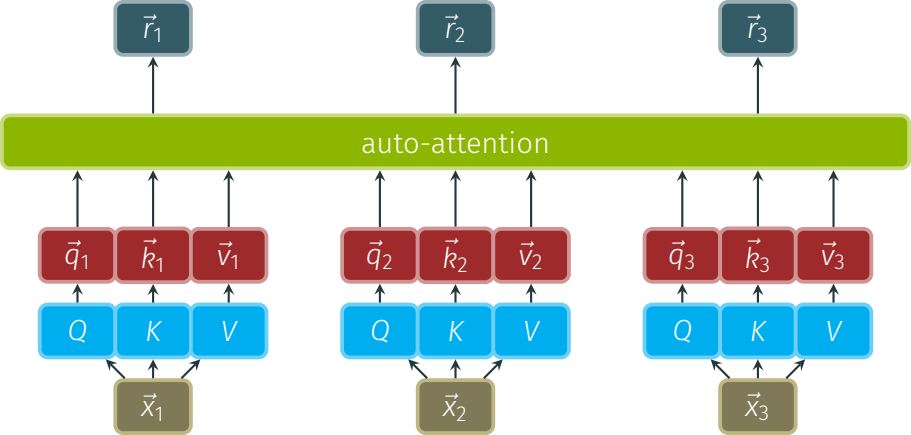 r⃗₁ r⃗₂ r⃗₃
auto-attention
q⃗₁ k⃗₁ v⃗₁ q⃗₂ k⃗₂ v⃗₂ q⃗₃ k⃗₃ v⃗₃
Q K V Q K V Q K V
x⃗₁ x⃗₂ x⃗₃